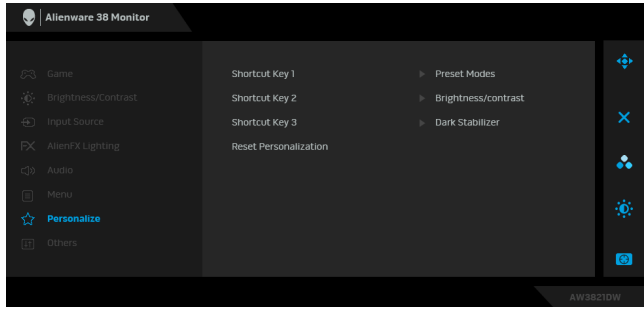 Alienware 38 Monitor
Game
Brightness/Contrast
Input Source
FX AlienFX Lighting
Audio
Menu
Personalize
Others
Shortcut Key 1 Preset Modes
Shortcut Key 2 Brightness/contrast
Shortcut Key 3 Dark Stabilizer
Reset Personalization
AW3821DW